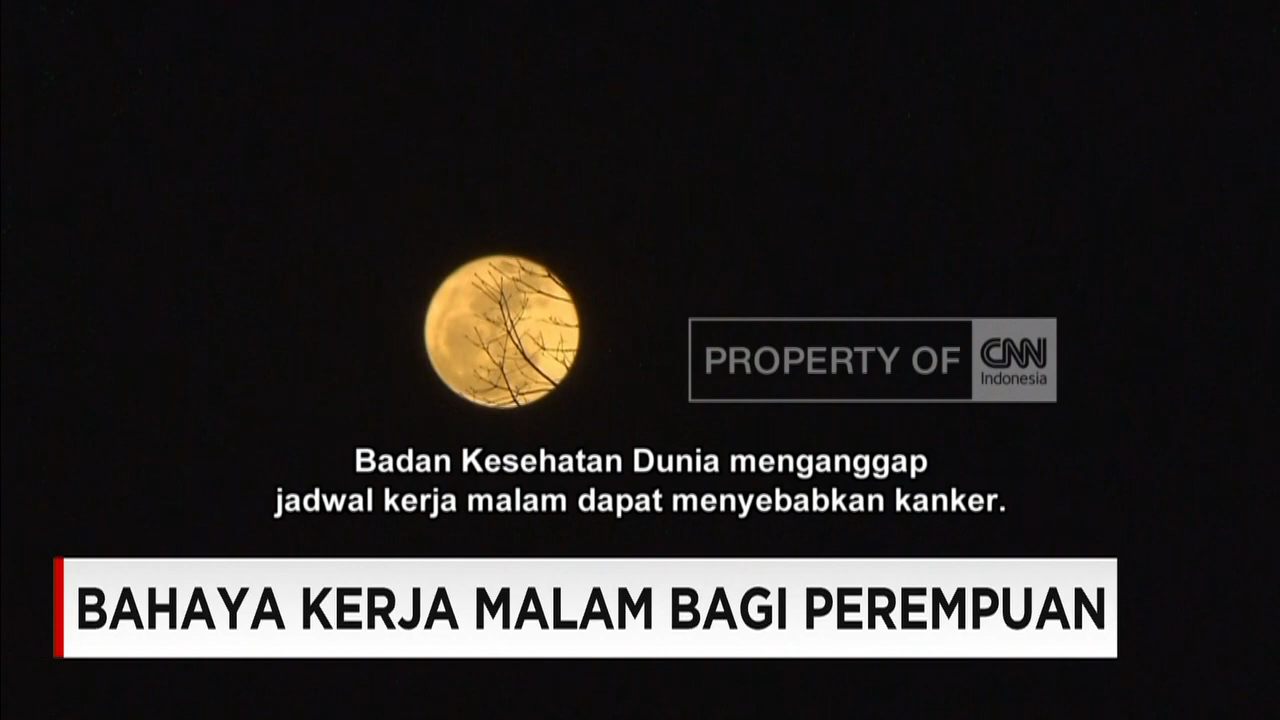 PROPERTY OF CNN
Indonesia
Badan Kesehatan Dunia menganggap
jadwal kerja malam dapat menyebabkan kanker.
BAHAYA KERJA MALAM BAGI PEREMPUAN